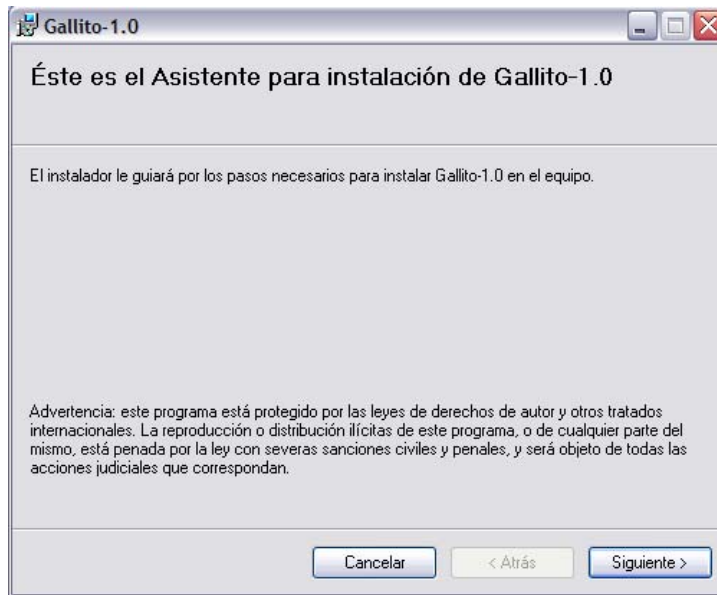 Gallito-1.0
Éste es el Asistente para instalación de Gallito-1.0
El instalador le guiará por los pasos necesarios para instalar Gallito-1.0 en el equipo.
Advertencia: este programa está protegido por las leyes de derechos de autor y otros tratados
internacionales. La reproducción o distribución ilícitas de este programa, o de cualquier parte del
mismo, está penada por la ley con severas sanciones civiles y penales, y será objeto de todas las
acciones judiciales que correspondan.
Cancelar
< Atrás
Siguiente >